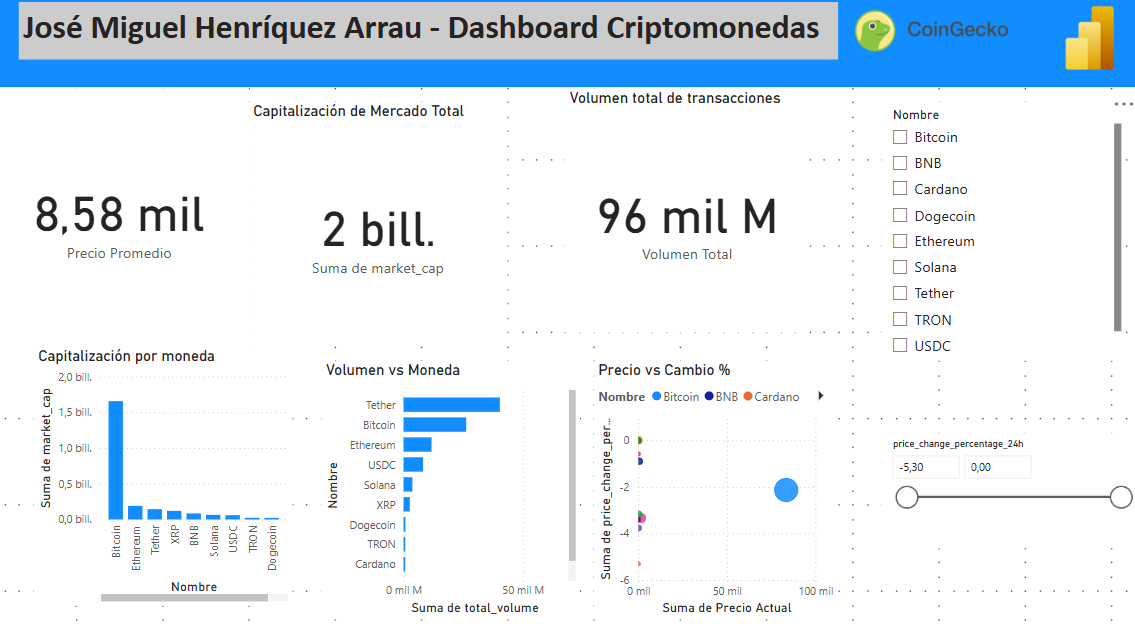 José Miguel Henríquez Arrau - Dashboard Criptomonedas
CoinGecko
Capitalización de Mercado Total
Volumen total de transacciones
8,58 mil
Precio Promedio
2 bill.
Suma de market_cap
96 mil M
Volumen Total
Nombre
Bitcoin
BNB
Cardano
Dogecoin
Ethereum
Solana
Tether
TRON
USDC
Capitalización por moneda
Suma de market_cap
2,0 bill.
1,5 bill.
1,0 bill.
0,5 bill.
0,0 bill.
Bitcoin
Ethereum
Tether
XRP
BNB
Solana
USDC
TRON
Dogecoin
Nombre
Volumen vs Moneda
Nombre
Tether
Bitcoin
Ethereum
USDC
Solana
XRP
Dogecoin
TRON
Cardano
0 mil M 50 mil M
Suma de total_volume
Precio vs Cambio %
Nombre Bitcoin BNB Cardano
Suma de price_change_per...
0
-2
-4
-6
0 mil 50 mil 100 mil
Suma de Precio Actual
price_change_percentage_24h
-5,30 0,00